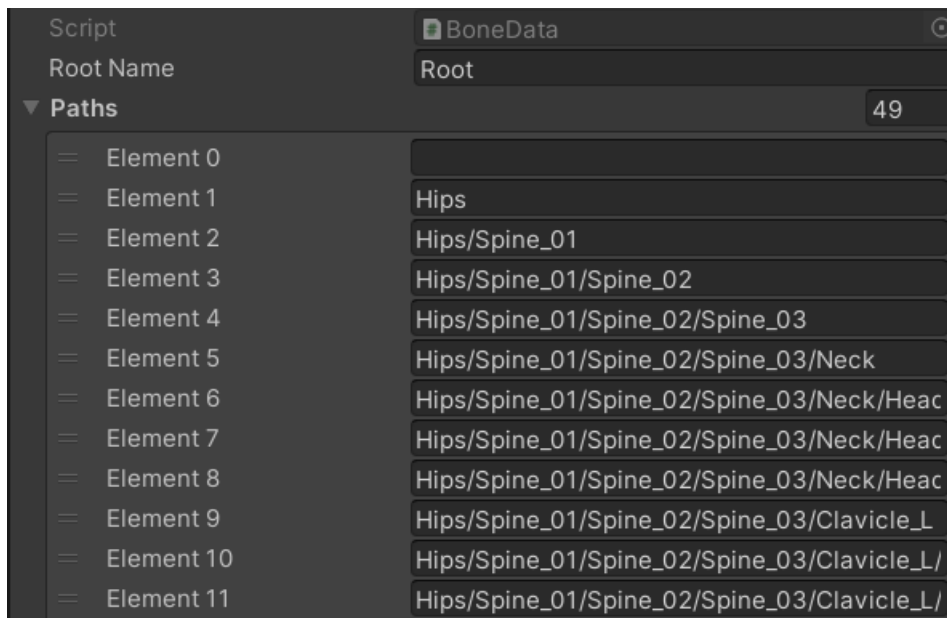 Script BoneData
Root Name Root
Paths 49
Element 0
Element 1 Hips
Element 2 Hips/Spine_01
Element 3 Hips/Spine_01/Spine_02
Element 4 Hips/Spine_01/Spine_02/Spine_03
Element 5 Hips/Spine_01/Spine_02/Spine_03/Neck
Element 6 Hips/Spine_01/Spine_02/Spine_03/Neck/Heac
Element 7 Hips/Spine_01/Spine_02/Spine_03/Neck/Heac
Element 8 Hips/Spine_01/Spine_02/Spine_03/Neck/Heac
Element 9 Hips/Spine_01/Spine_02/Spine_03/Clavicle_L
Element 10 Hips/Spine_01/Spine_02/Spine_03/Clavicle_L/
Element 11 Hips/Spine_01/Spine_02/Spine_03/Clavicle_L/